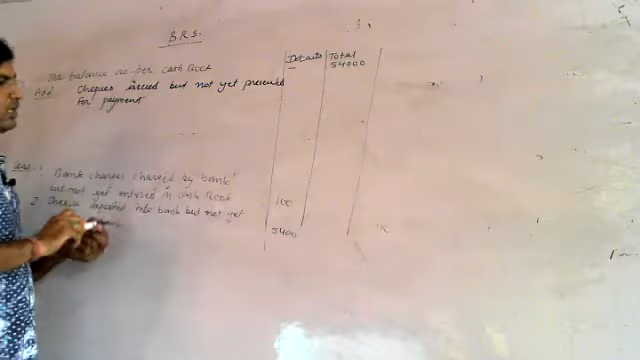 B.R.S.
Details Total
balance as per Cash Book 54000
Add Cheques issued but not yet presented
For payment
Less: 1 Bank charges charged by bank
but not yet entered in Cash Book 100
2 Cheque deposited into bank but not yet
5400